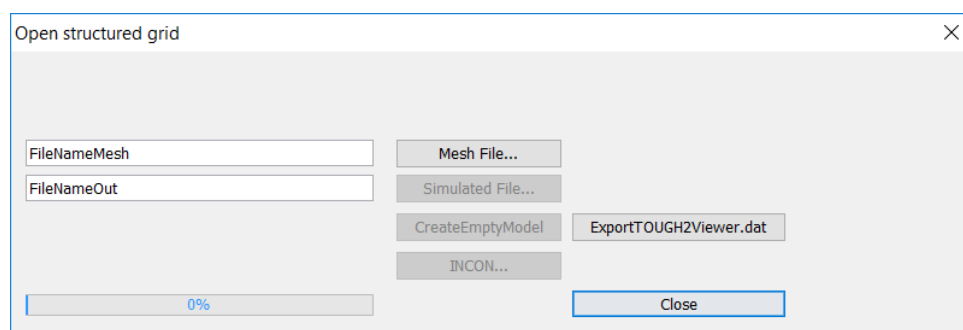 Open structured grid
FileNameMesh Mesh File...
FileNameOut Simulated File...
CreateEmptyModel ExportTOUGH2Viewer.dat
INCON...
0% Close